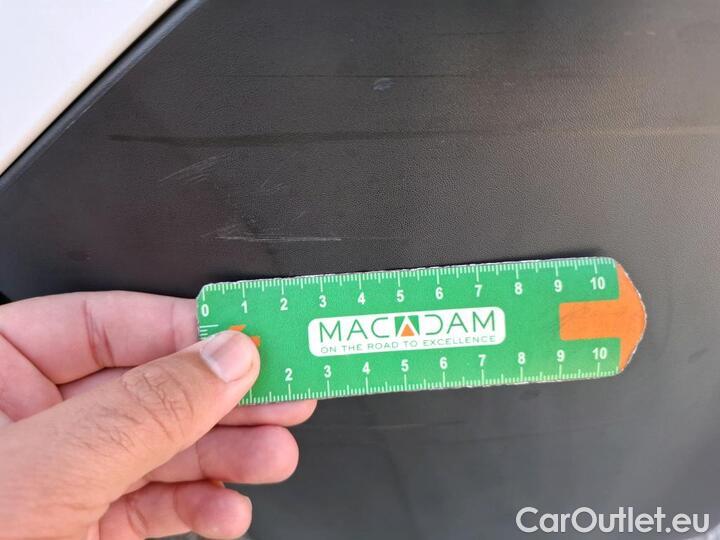 0 1 2 3 4 5 6 7 8 9 10
MACADAM
ON THE ROAD TO EXCELLENCE
2 3 4 5 6 7 8 9 10
CarOutlet.eu